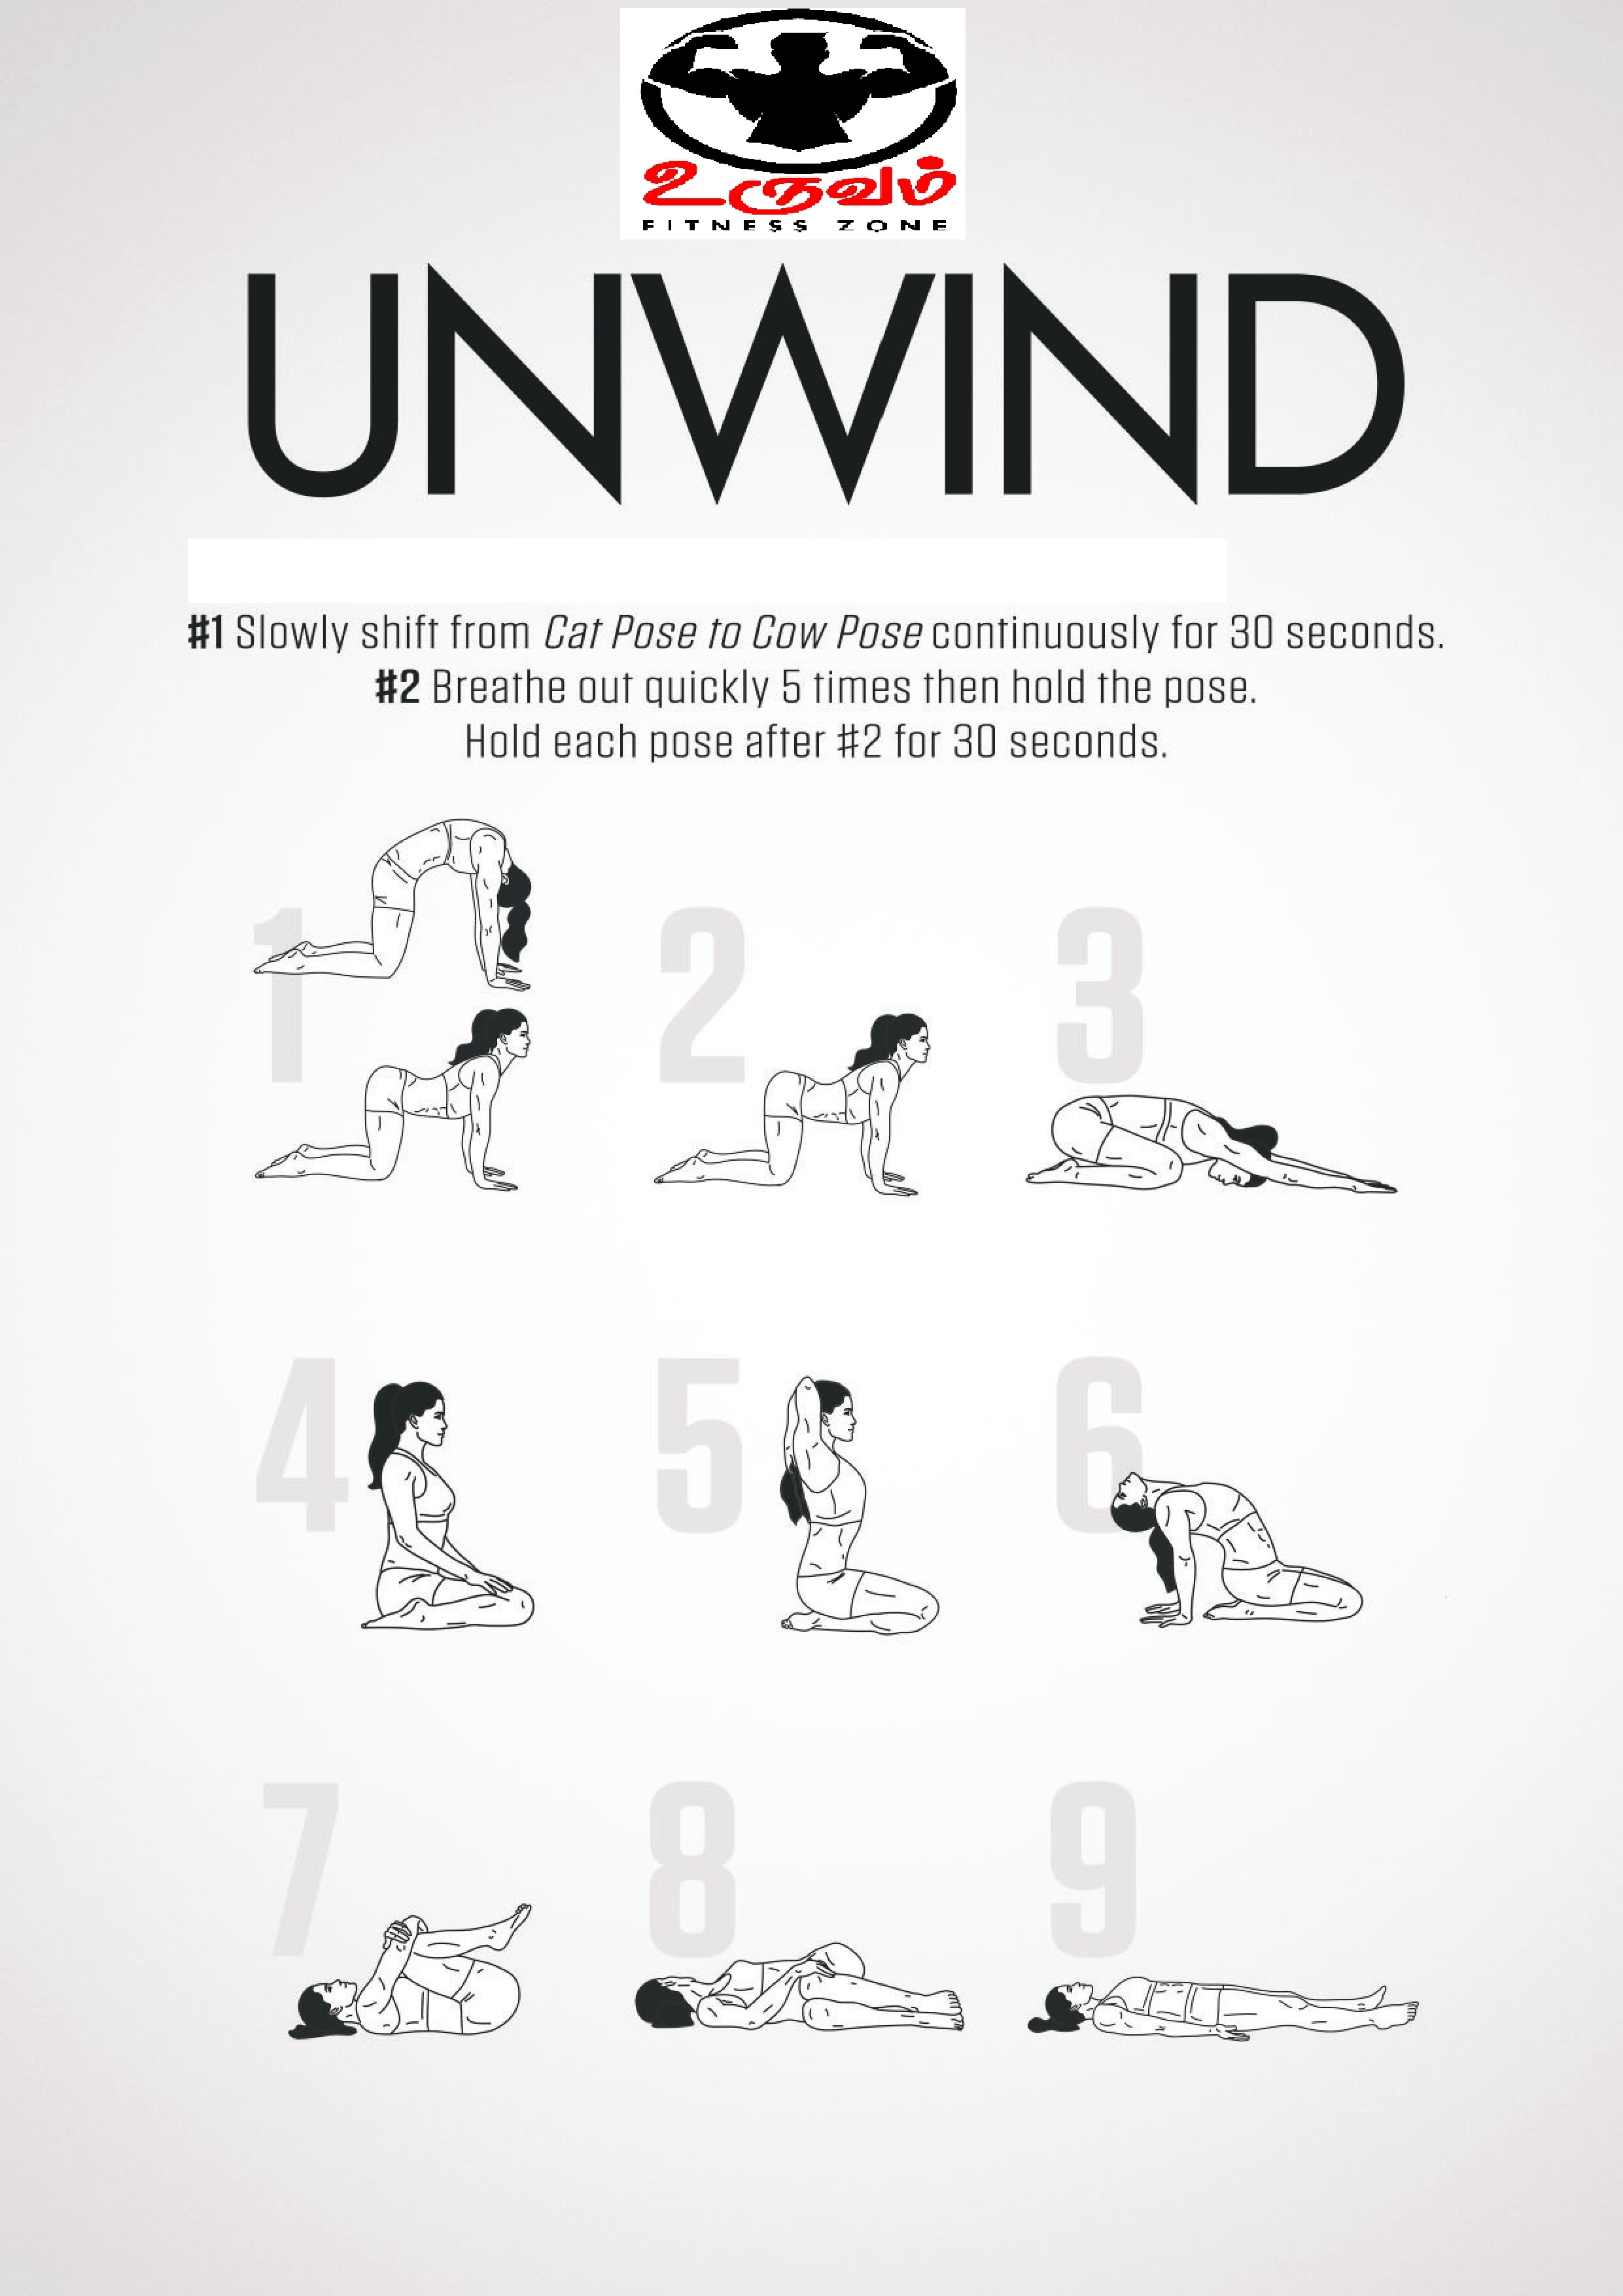 உருவம்
FITNESS ZONE
UNWIND
#1 Slowly shift from Cat Pose to Cow Pose continuously for 30 seconds.
#2 Breathe out quickly 5 times then hold the pose.
Hold each pose after #2 for 30 seconds.
1
2
3
4
5
6
7
8
9